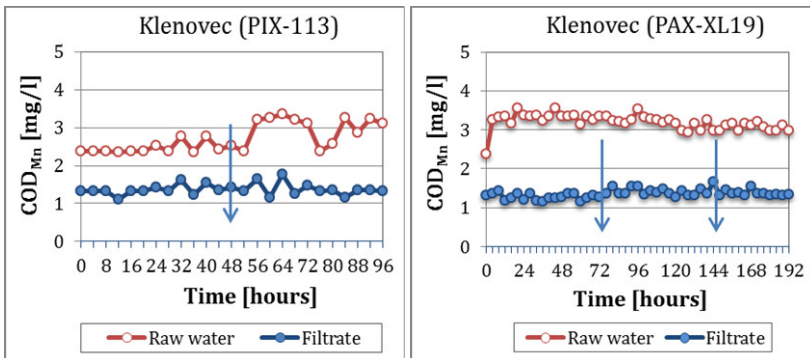 Klenovec (PIX-113)
COD_Mn [mg/l]
5
4
3
2
1
0
0 8 16 24 32 40 48 56 64 72 80 88 96
Time [hours]
Raw water Filtrate
Klenovec (PAX-XL19)
COD_Mn [mg/l]
5
4
3
2
1
0
0 24 48 72 96 120 144 168 192
Time [hours]
Raw water Filtrate